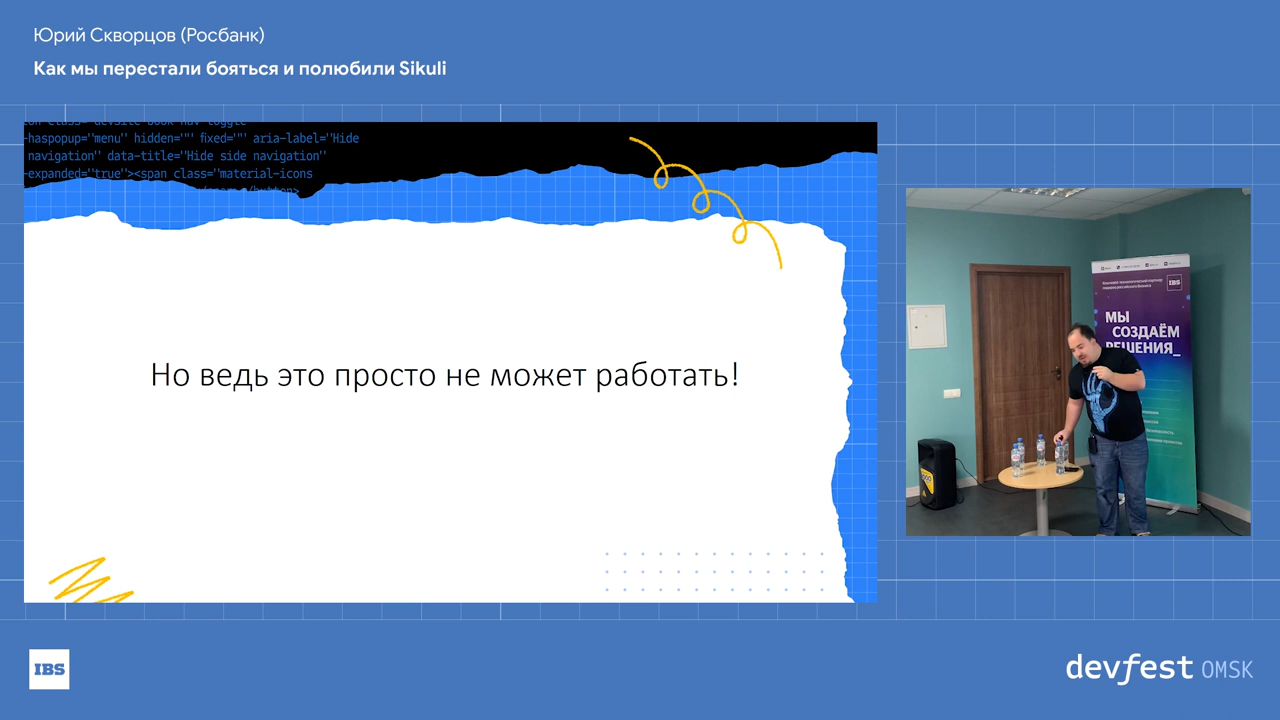 Юрий Скворцов (Росбанк)
Как мы перестали бояться и полюбили Sikuli
-haspopup="menu" hidden="" fixed="" aria-label="Hide
navigation" data-title="Hide side navigation"
-expanded="true"><span class="material-icons
Но ведь это просто не может работать!
IBS
МЫ
СОЗДАЁМ
РЕШЕНИЯ_
IBS
devfest OMSK